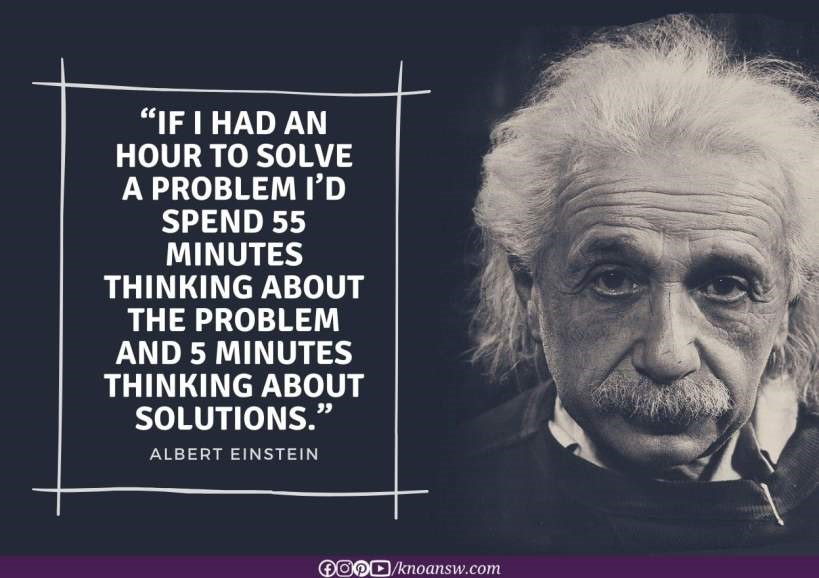 “IF I HAD AN
HOUR TO SOLVE
A PROBLEM I’D
SPEND 55
MINUTES
THINKING ABOUT
THE PROBLEM
AND 5 MINUTES
THINKING ABOUT
SOLUTIONS.”
ALBERT EINSTEIN
/knoansw.com